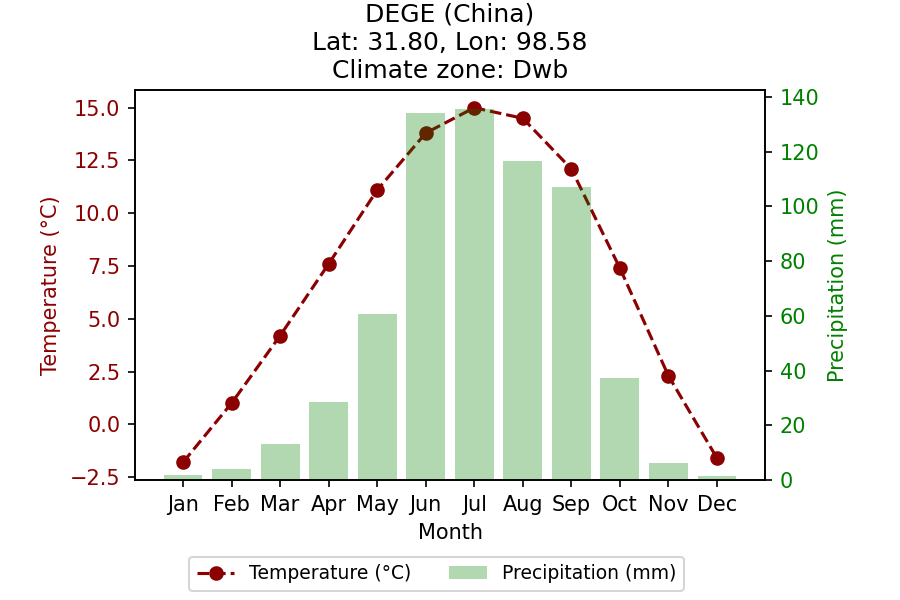 DEGE (China)
Lat: 31.80, Lon: 98.58
Climate zone: Dwb
15.0
12.5
10.0
7.5
5.0
2.5
0.0
−2.5
Temperature (°C)
140
120
100
80
60
40
20
0
Precipitation (mm)
Jan Feb Mar Apr May Jun Jul Aug Sep Oct Nov Dec
Month
Temperature (°C) Precipitation (mm)